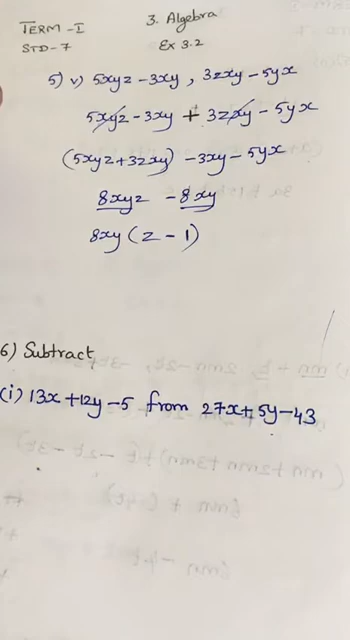 TERM-I
STD-7
3. Algebra
Ex 3.2
5) v) 5xyz - 3xy, 3zxy - 5yx
5xyz - 3xy + 3zxy - 5yx
(5xyz + 3zxy) - 3xy - 5yx
8xyz - 8xy
8xy (z - 1)
6) Subtract
(i) 13x + 12y - 5 from 27x + 5y - 43